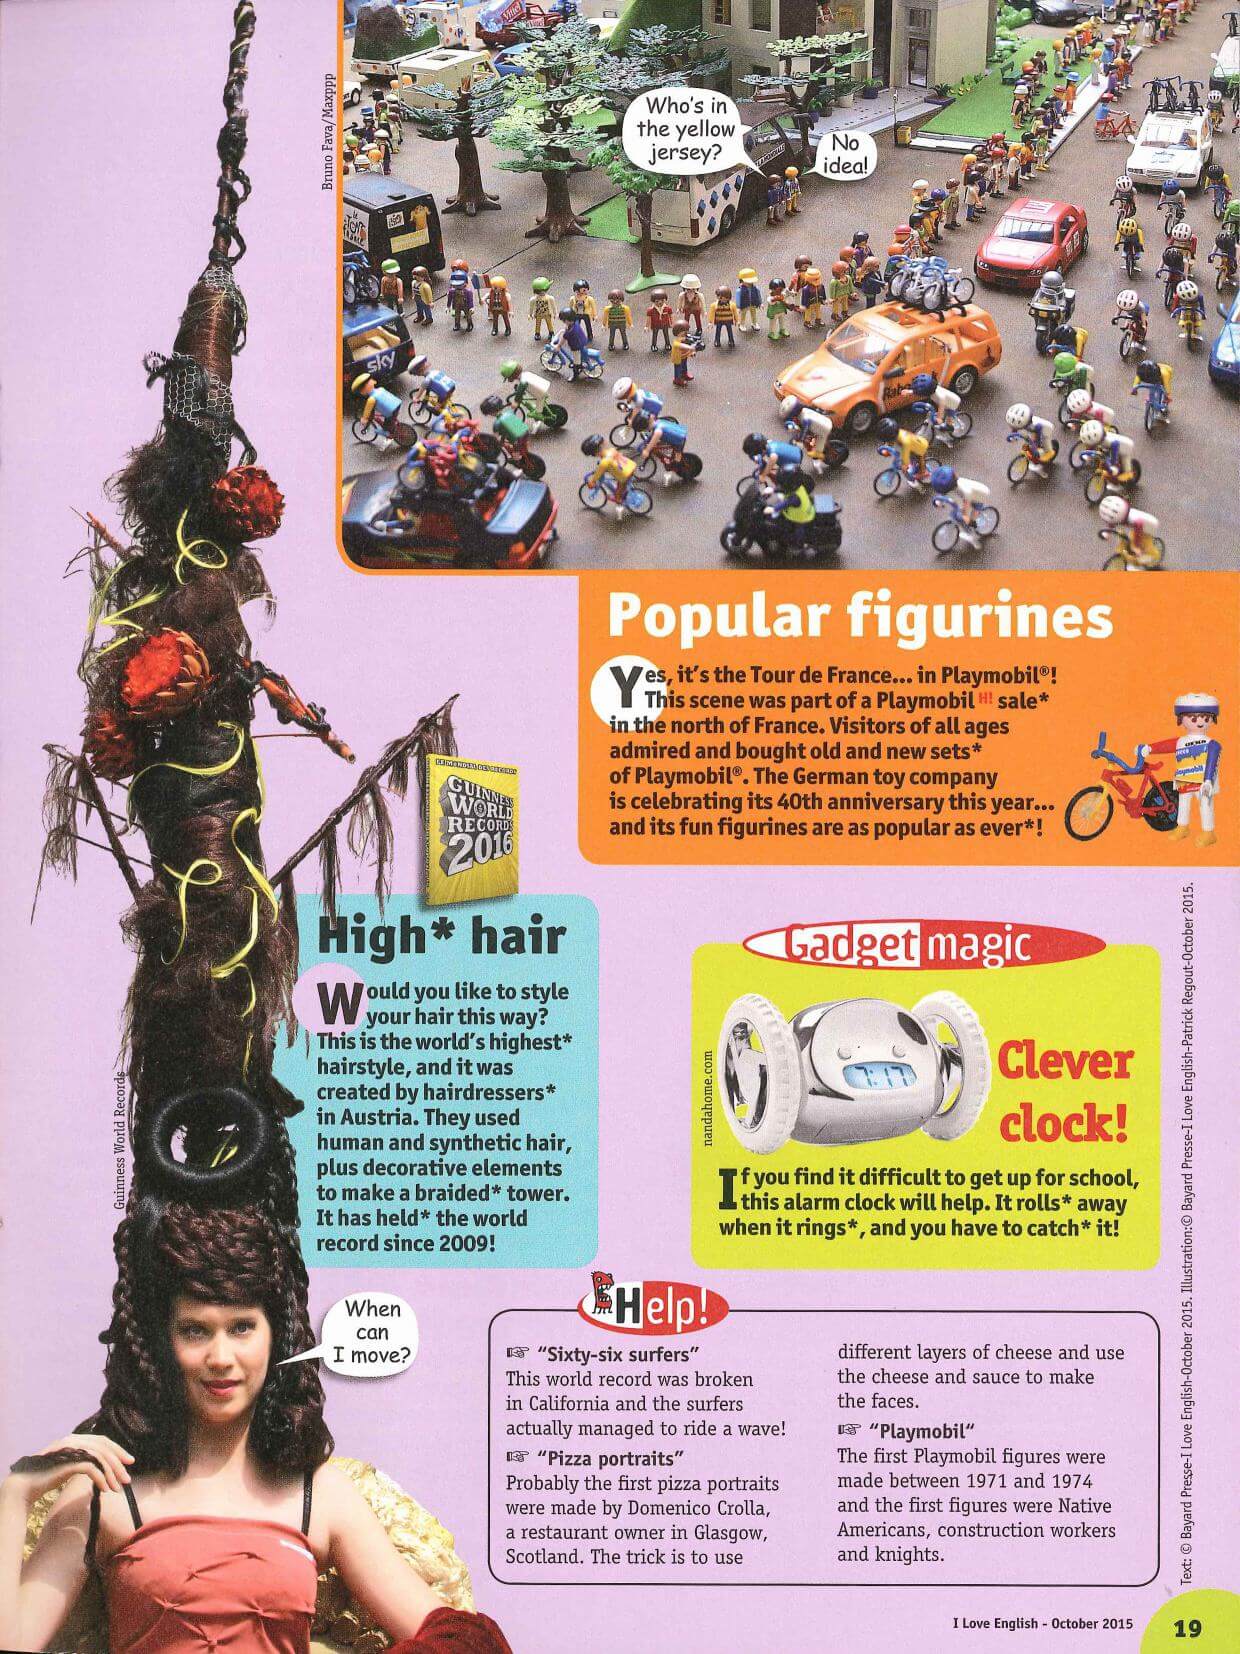 Bruno Fava/Maxppp
Who's in
the yellow
jersey?
No
idea!
sky
Popular figurines
Yes, it's the Tour de France... in Playmobil®!
This scene was part of a Playmobil H! sale*
in the north of France. Visitors of all ages
admired and bought old and new sets*
of Playmobil®. The German toy company
is celebrating its 40th anniversary this year...
and its fun figurines are as popular as ever*!
LE MONDIAL DES RECORDS
GUINNESS
WORLD
RECORDS
2016
High* hair
Would you like to style
your hair this way?
This is the world's highest*
hairstyle, and it was
created by hairdressers*
in Austria. They used
human and synthetic hair,
plus decorative elements
to make a braided* tower.
It has held* the world
record since 2009!
Guinness World Records
When
can
I move?
Gadget magic
nandahome.com
7:17
Clever
clock!
If you find it difficult to get up for school,
this alarm clock will help. It rolls* away
when it rings*, and you have to catch* it!
Help!
☞ "Sixty-six surfers"
This world record was broken
in California and the surfers
actually managed to ride a wave!
☞ "Pizza portraits"
Probably the first pizza portraits
were made by Domenico Crolla,
a restaurant owner in Glasgow,
Scotland. The trick is to use
different layers of cheese and use
the cheese and sauce to make
the faces.
☞ "Playmobil"
The first Playmobil figures were
made between 1971 and 1974
and the first figures were Native
Americans, construction workers
and knights.
Text: © Bayard Presse-I Love English-October 2015. Illustration:© Bayard Presse-I Love English-Patrick Regout-October 2015.
I Love English - October 2015
19